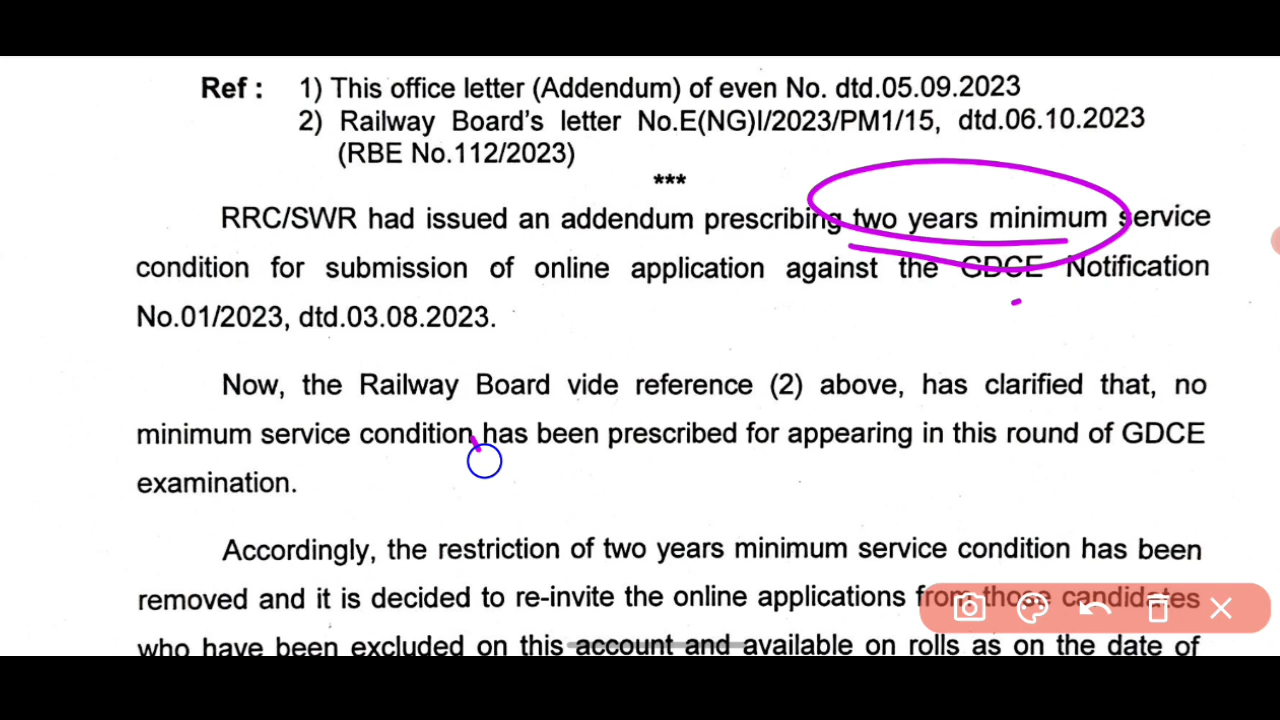 Ref : 1) This office letter (Addendum) of even No. dtd.05.09.2023
2) Railway Board's letter No.E(NG)I/2023/PM1/15, dtd.06.10.2023
(RBE No.112/2023)
***
RRC/SWR had issued an addendum prescribing two years minimum service
condition for submission of online application against the GDCE Notification
No.01/2023, dtd.03.08.2023.
Now, the Railway Board vide reference (2) above, has clarified that, no
minimum service condition has been prescribed for appearing in this round of GDCE
examination.
Accordingly, the restriction of two years minimum service condition has been
removed and it is decided to re-invite the online applications from those candidates
who have been excluded on this account and available on rolls as on the date of